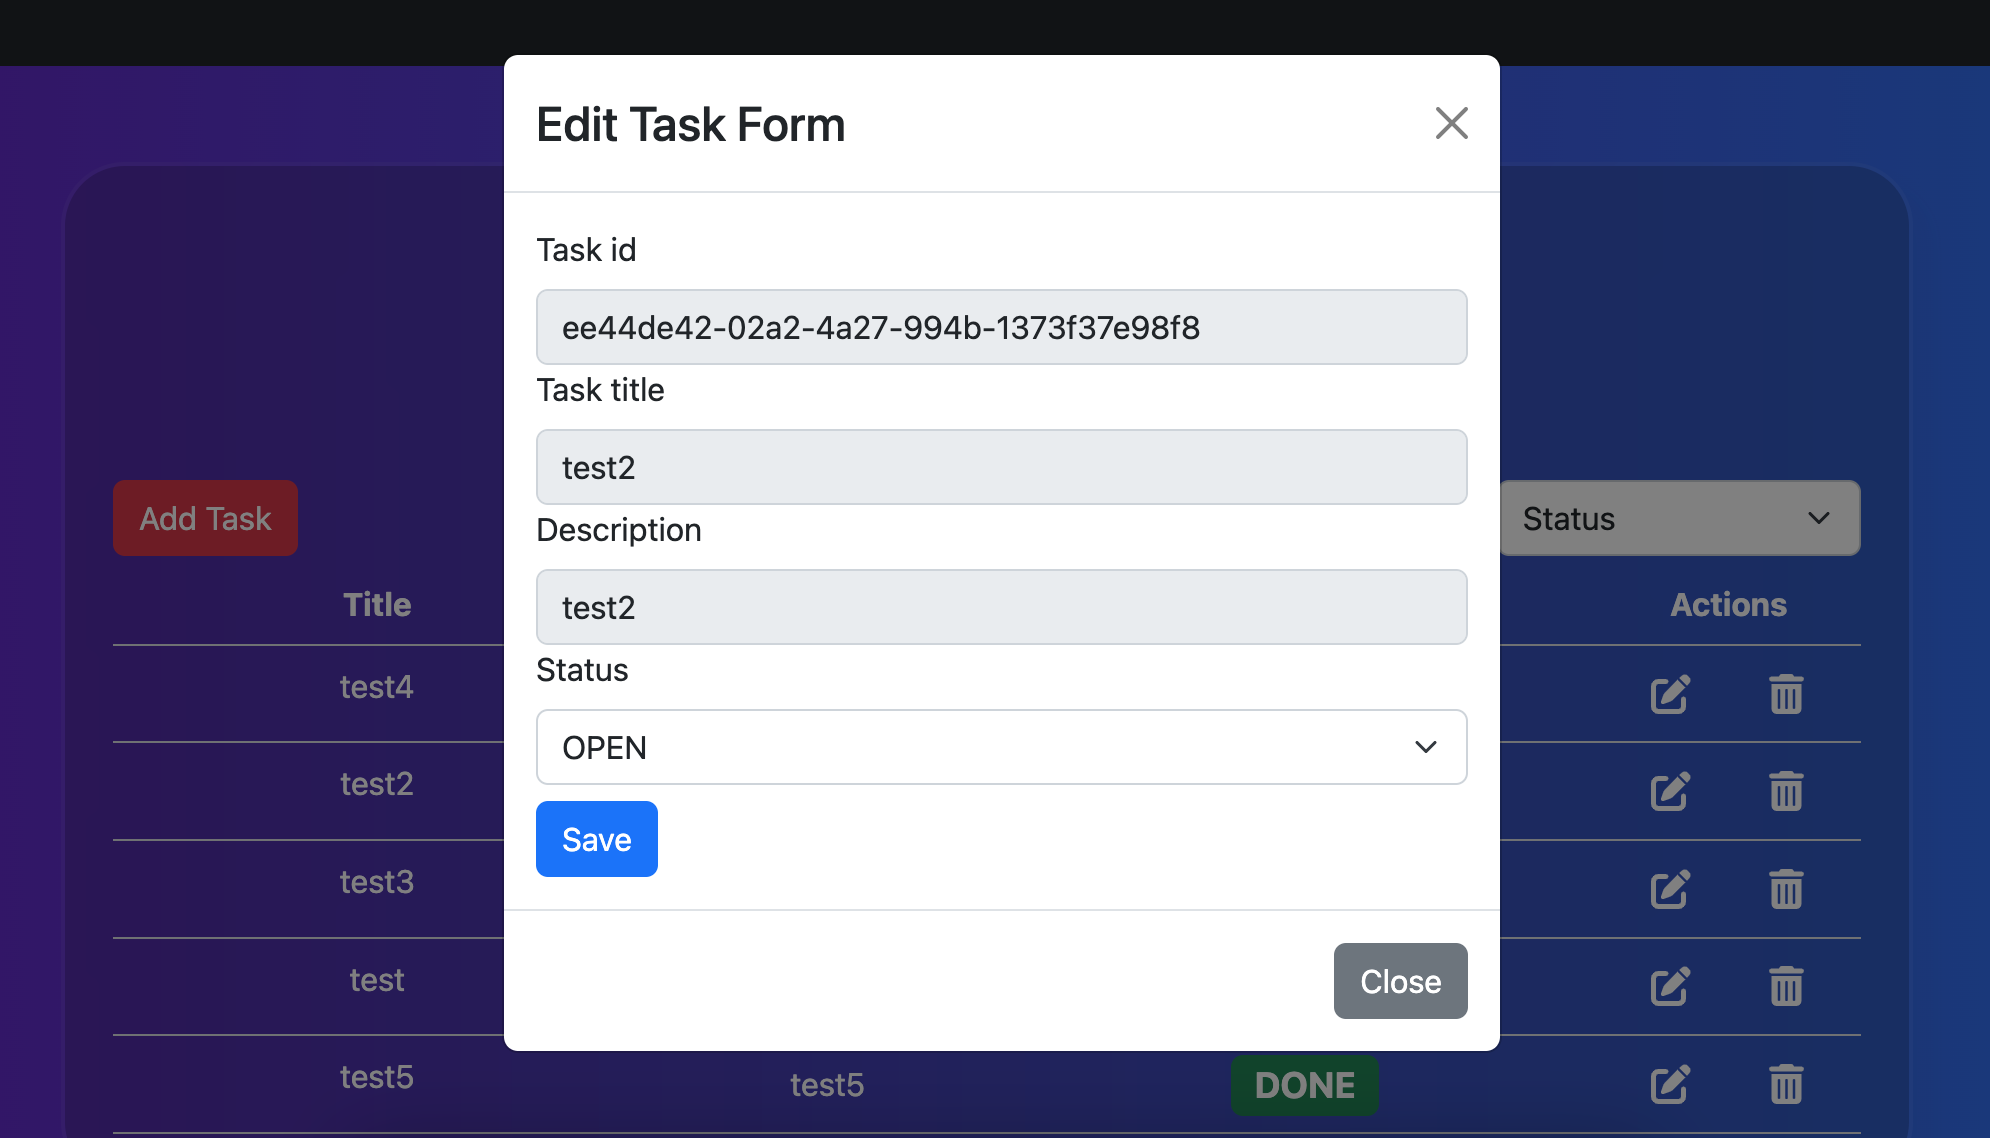 Edit Task Form
Task id
ee44de42-02a2-4a27-994b-1373f37e98f8
Task title
test2
Description
test2
Status
OPEN
Save
Close
Add Task
Status
Title
Actions
test4
test2
test3
test
test5
test5
DONE